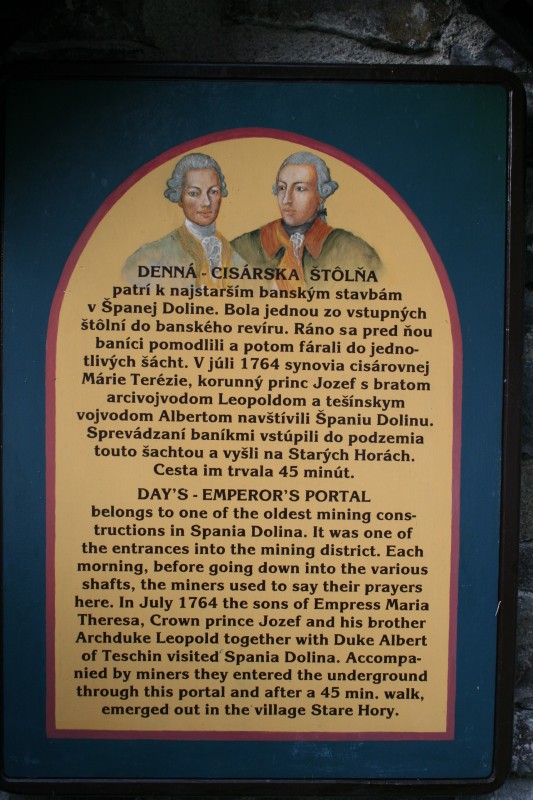 DENNÁ - CISÁRSKA ŠTÔLŇA
patrí k najstarším banským stavbám
v Španej Doline. Bola jednou zo vstupných
štôlní do banského revíru. Ráno sa pred ňou
baníci pomodlili a potom fárali do jedno-
tlivých šácht. V júli 1764 synovia cisárovnej
Márie Terézie, korunný princ Jozef s bratom
arcivojvodom Leopoldom a tešínskym
vojvodom Albertom navštívili Španiu Dolinu.
Sprevádzaní baníkmi vstúpili do podzemia
touto šachtou a vyšli na Starých Horách.
Cesta im trvala 45 minút.
DAY'S - EMPEROR'S PORTAL
belongs to one of the oldest mining cons-
tructions in Spania Dolina. It was one of
the entrances into the mining district. Each
morning, before going down into the various
shafts, the miners used to say their prayers
here. In July 1764 the sons of Empress Maria
Theresa, Crown prince Jozef and his brother
Archduke Leopold together with Duke Albert
of Teschin visited Spania Dolina. Accompa-
nied by miners they entered the underground
through this portal and after a 45 min. walk,
emerged out in the village Stare Hory.